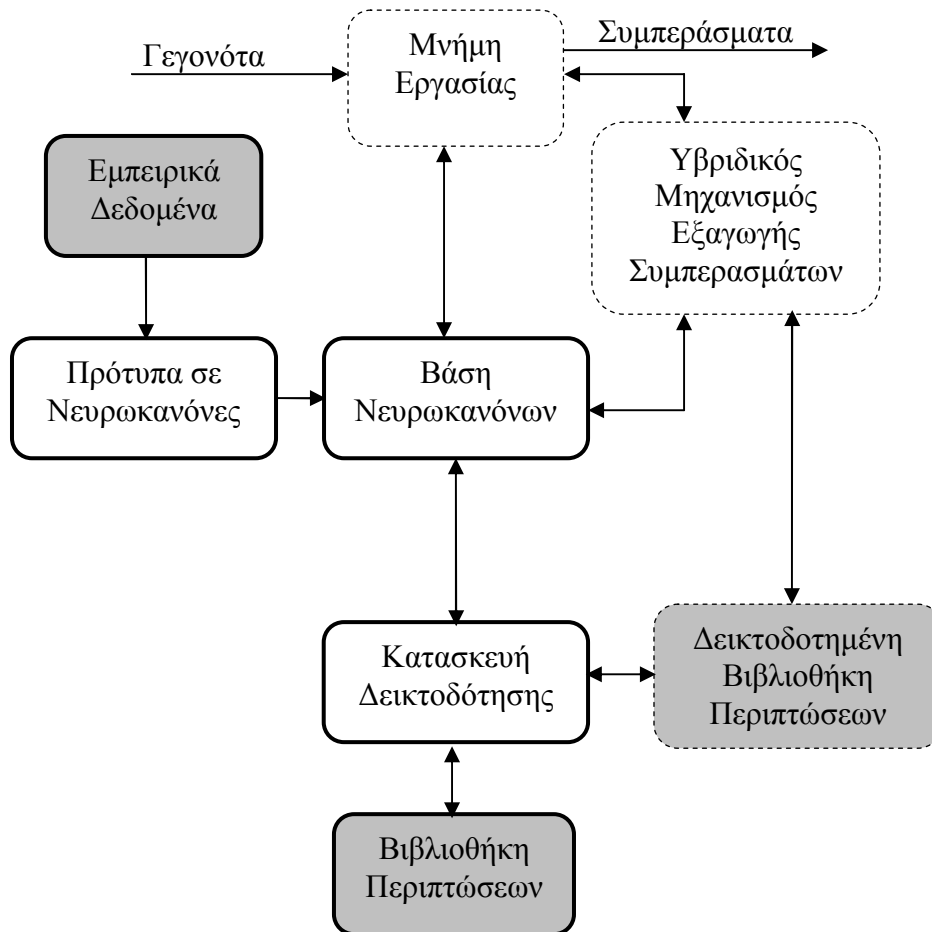 Γεγονότα
Μνήμη
Εργασίας
Συμπεράσματα
Εμπειρικά
Δεδομένα
Υβριδικός
Μηχανισμός
Εξαγωγής
Συμπερασμάτων
Πρότυπα σε
Νευρωκανόνες
Βάση
Νευρωκανόνων
Κατασκευή
Δεικτοδότησης
Δεικτοδοτημένη
Βιβλιοθήκη
Περιπτώσεων
Βιβλιοθήκη
Περιπτώσεων